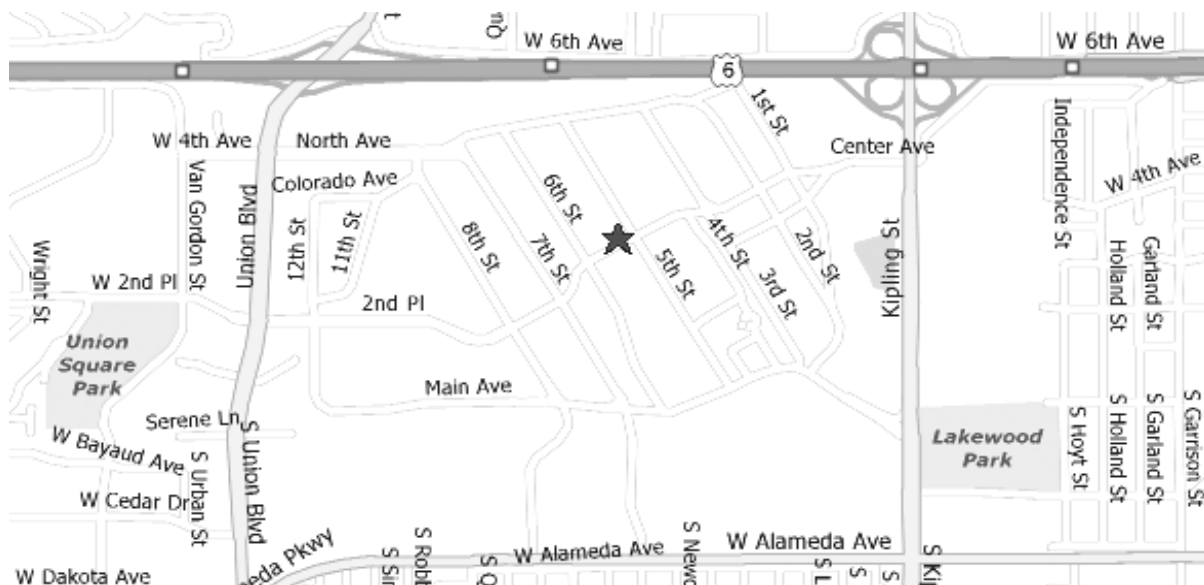 W 6th Ave
W 6th Ave
6
1st St
W 4th Ave
North Ave
Center Ave
Independence St
W 4th Ave
Van Gordon St
Union Blvd
Colorado Ave
12th St
11th St
8th St
7th St
6th St
5th St
4th St
3rd St
2nd St
Kipling St
Holland St
Garland St
Wright St
W 2nd Pl
2nd Pl
Union
Square
Park
Main Ave
Serene Ln
W Bayaud Ave
S Union Blvd
S Urban St
W Cedar Dr
Lakewood
Park
S Hoyt St
S Holland St
S Garland St
S Garrison St
W Alameda Ave
W Alameda Ave
W Dakota Ave
eda Pkwy